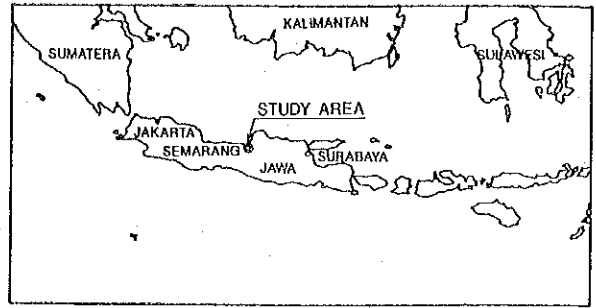 KALIMANTAN
SUMATERA
SULAWESI
STUDY AREA
JAKARTA
SEMARANG
SURABAYA
JAWA